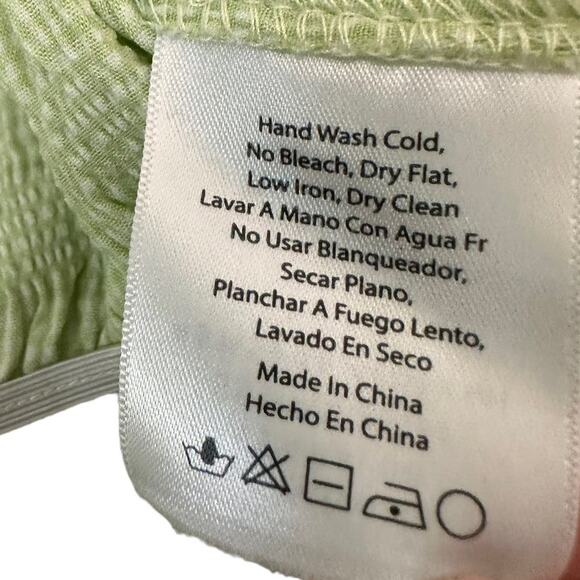 Hand Wash Cold,
No Bleach, Dry Flat,
Low Iron, Dry Clean
Lavar A Mano Con Agua Fr
No Usar Blanqueador,
Secar Plano,
Planchar A Fuego Lento,
Lavado En Seco
Made In China
Hecho En China